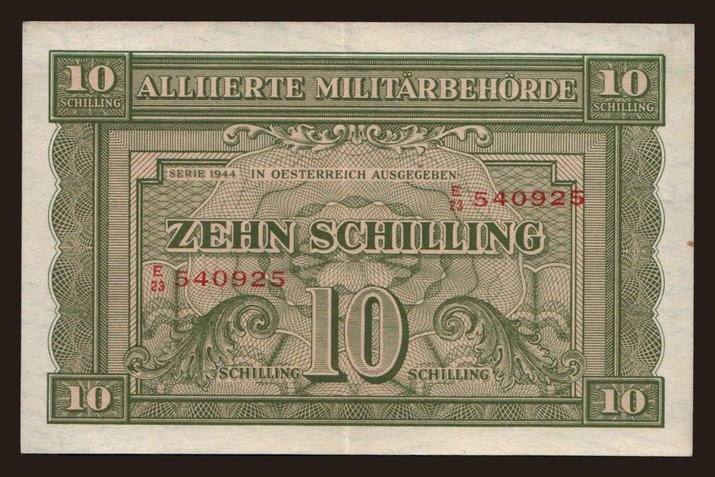 10 ALLIIERTE MILITÄRBEHÖRDE 10
SCHILLING SCHILLING
SERIE 1944 IN OESTERREICH AUSGEGEBEN
E/23 540925
ZEHN SCHILLING
E/23 540925
10
SCHILLING SCHILLING
10 10